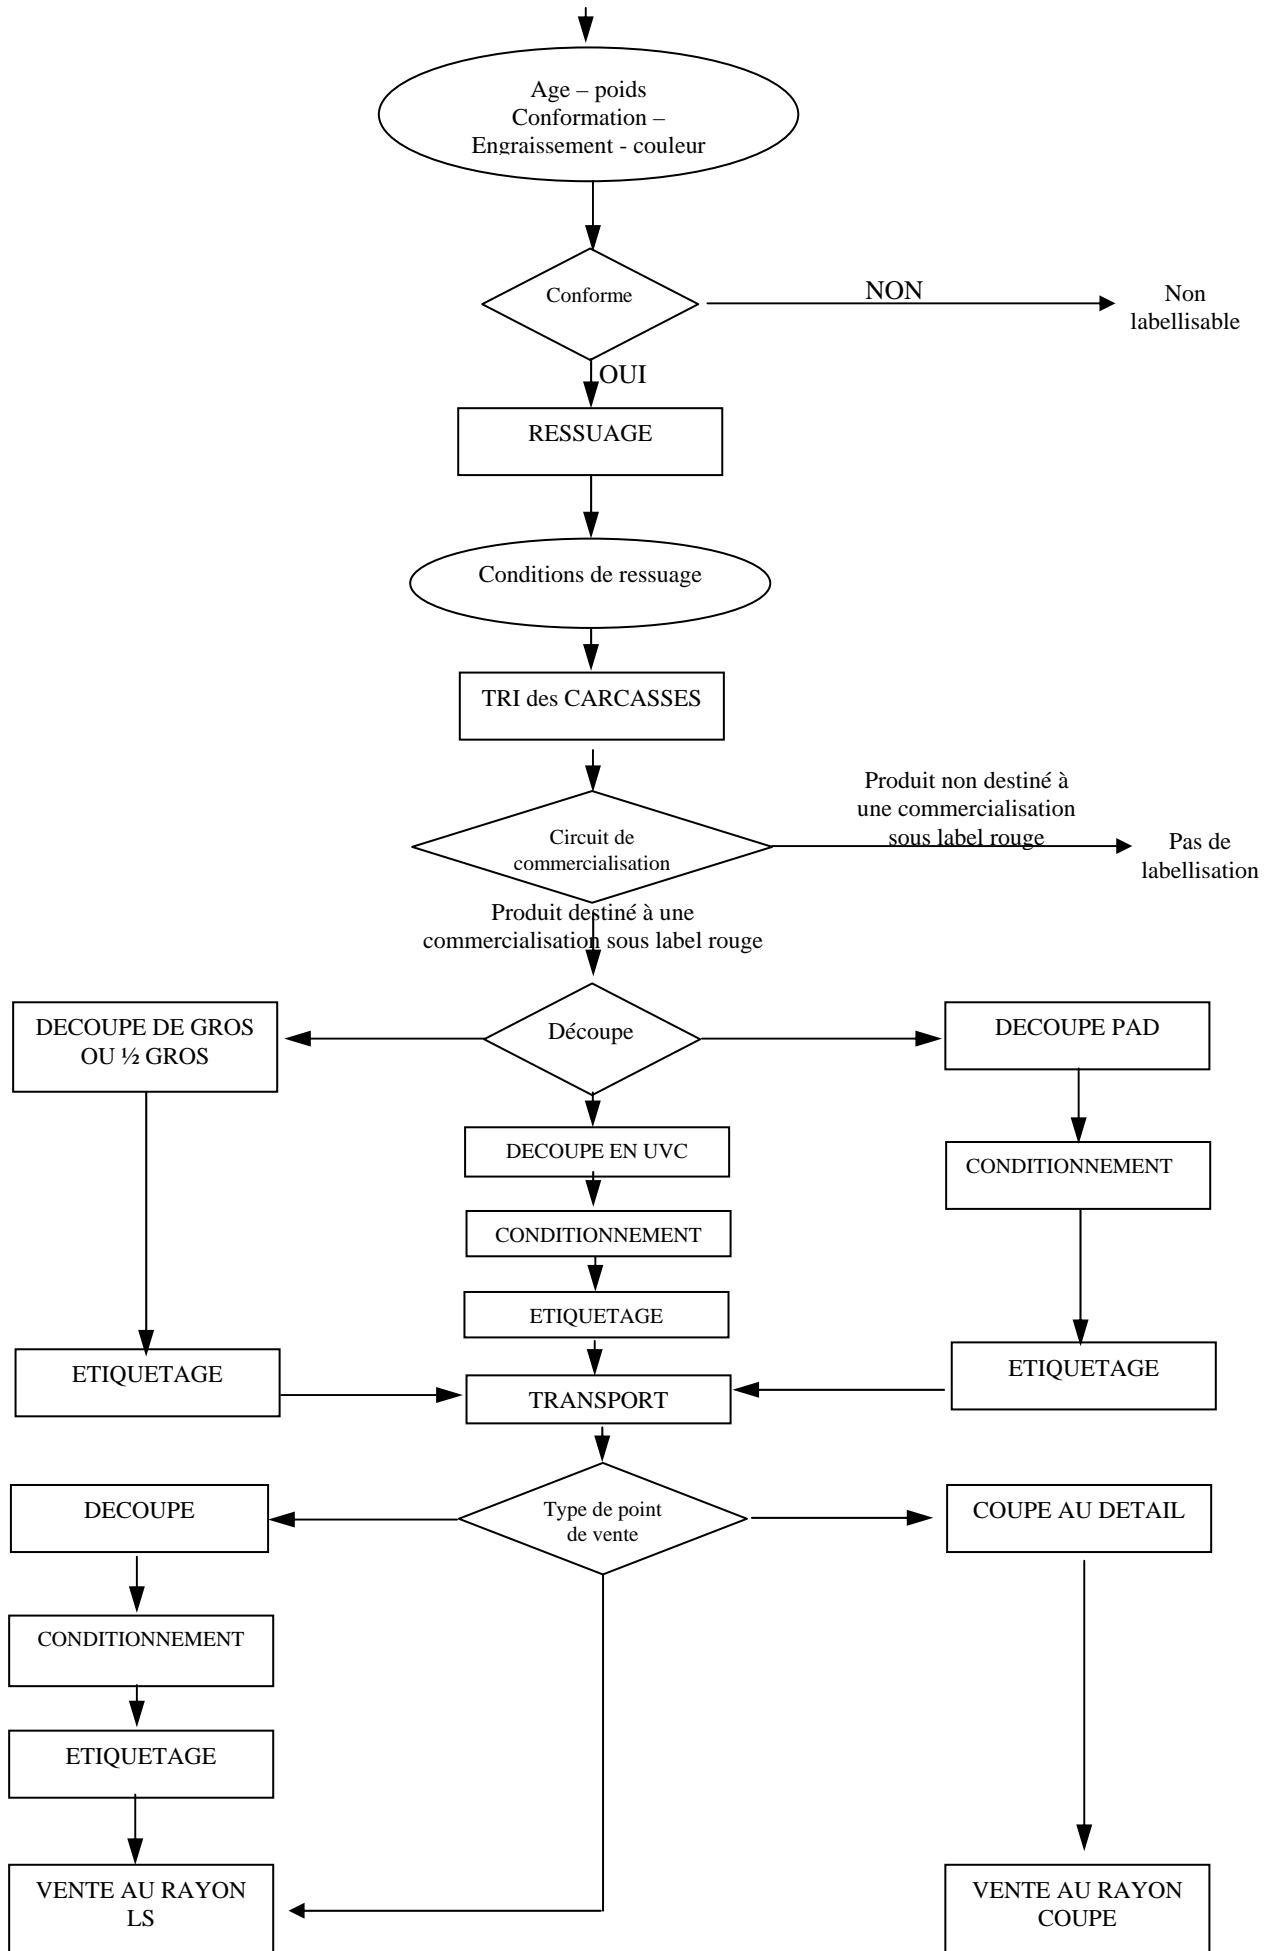 Age – poids
Conformation –
Engraissement - couleur
Conforme
NON
Non
labellisable
OUI
RESSUAGE
Conditions de ressuage
TRI des CARCASSES
Produit non destiné à
une commercialisation
sous label rouge
Circuit de
commercialisation
Pas de
labellisation
Produit destiné à une
commercialisation sous label rouge
DECOUPE DE GROS
OU ½ GROS
Découpe
DECOUPE PAD
DECOUPE EN UVC
CONDITIONNEMENT
CONDITIONNEMENT
ETIQUETAGE
ETIQUETAGE
TRANSPORT
ETIQUETAGE
DECOUPE
Type de point
de vente
COUPE AU DETAIL
CONDITIONNEMENT
ETIQUETAGE
VENTE AU RAYON
LS
VENTE AU RAYON
COUPE